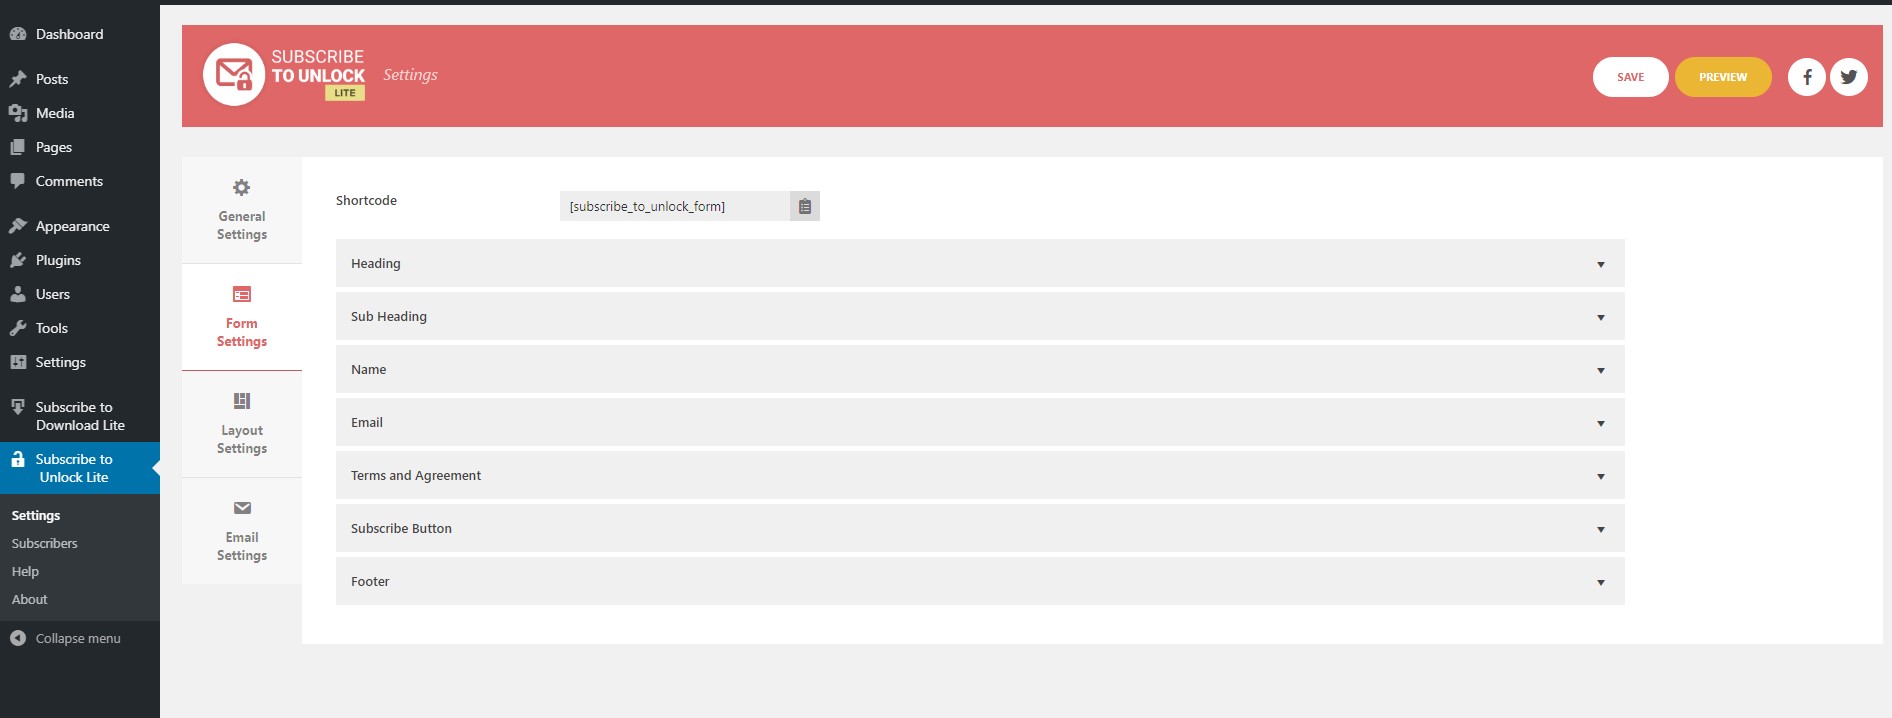 Dashboard
Posts
Media
Pages
Comments
Appearance
Plugins
Users
Tools
Settings
Subscribe to
Download Lite
Subscribe to
Unlock Lite
Settings
Subscribers
Help
About
Collapse menu
SUBSCRIBE
TO UNLOCK
LITE
Settings
SAVE
PREVIEW
General
Settings
Form
Settings
Layout
Settings
Email
Settings
Shortcode
[subscribe_to_unlock_form]
Heading
Sub Heading
Name
Email
Terms and Agreement
Subscribe Button
Footer